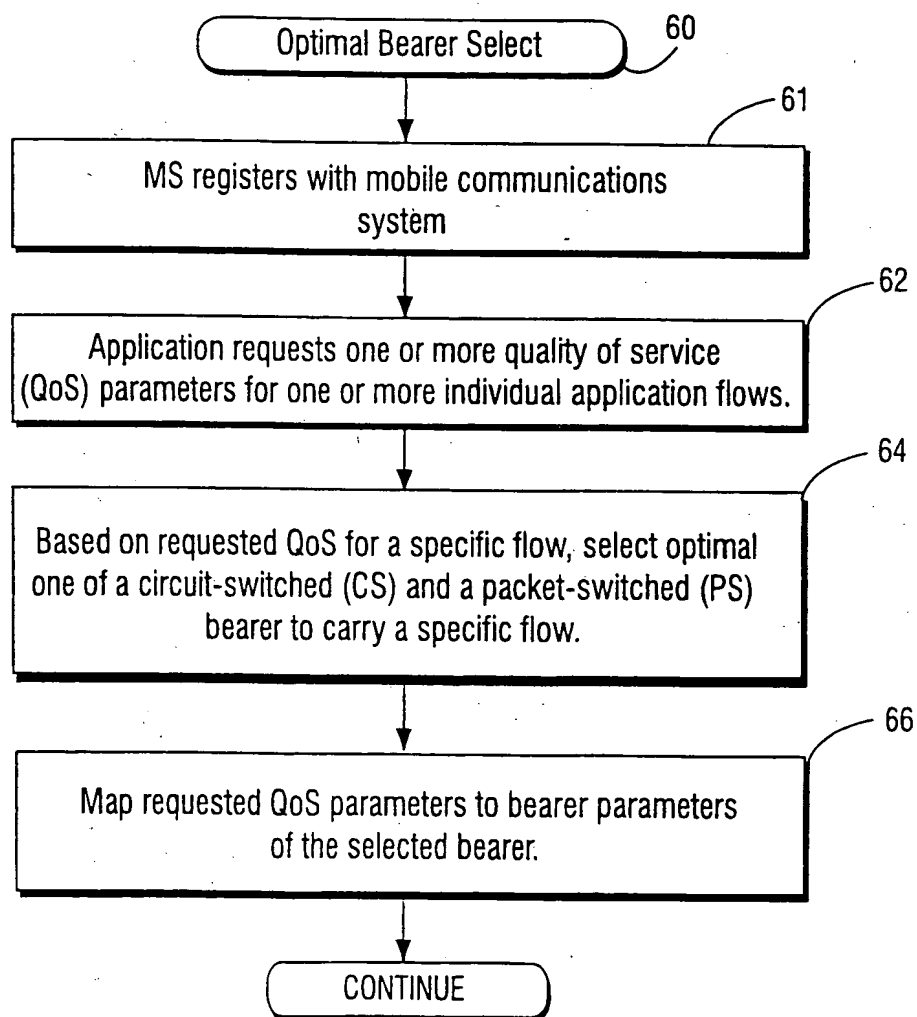 Optimal Bearer Select
60
61
MS registers with mobile communications
system
62
Application requests one or more quality of service
(QoS) parameters for one or more individual application flows.
64
Based on requested QoS for a specific flow, select optimal
one of a circuit-switched (CS) and a packet-switched (PS)
bearer to carry a specific flow.
66
Map requested QoS parameters to bearer parameters
of the selected bearer.
CONTINUE